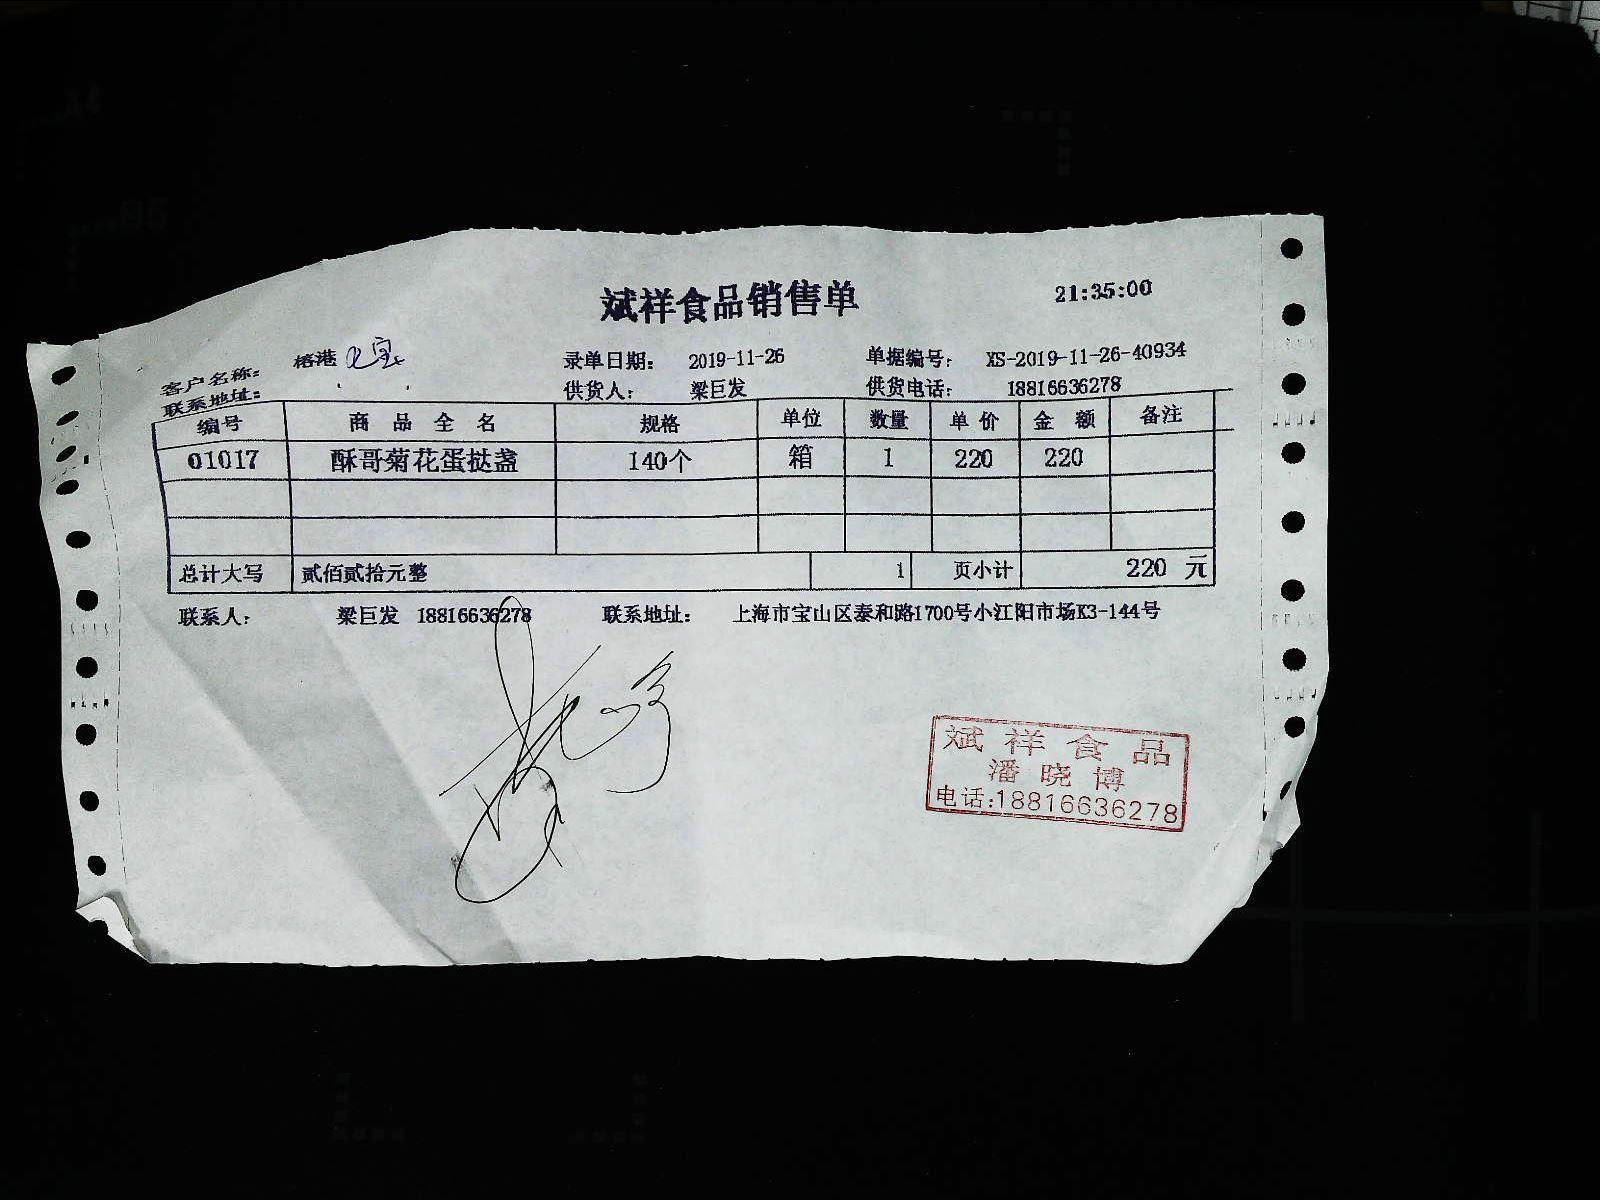 斌祥食品销售单 21:35:00
客户名称: 榕港 录单日期: 2019-11-26 单据编号: XS-2019-11-26-40934
联系地址: 供货人: 梁巨发 供货电话: 18816636278
编号 商品全名 规格 单位 数量 单价 金额 备注
01017 酥哥菊花蛋挞盏 140个 箱 1 220 220
总计大写 贰佰贰拾元整 1 页小计 220 元
联系人: 梁巨发 18816636278 联系地址: 上海市宝山区泰和路1700号小江阳市场K3-144号
斌祥食品
潘晓博
电话:18816636278